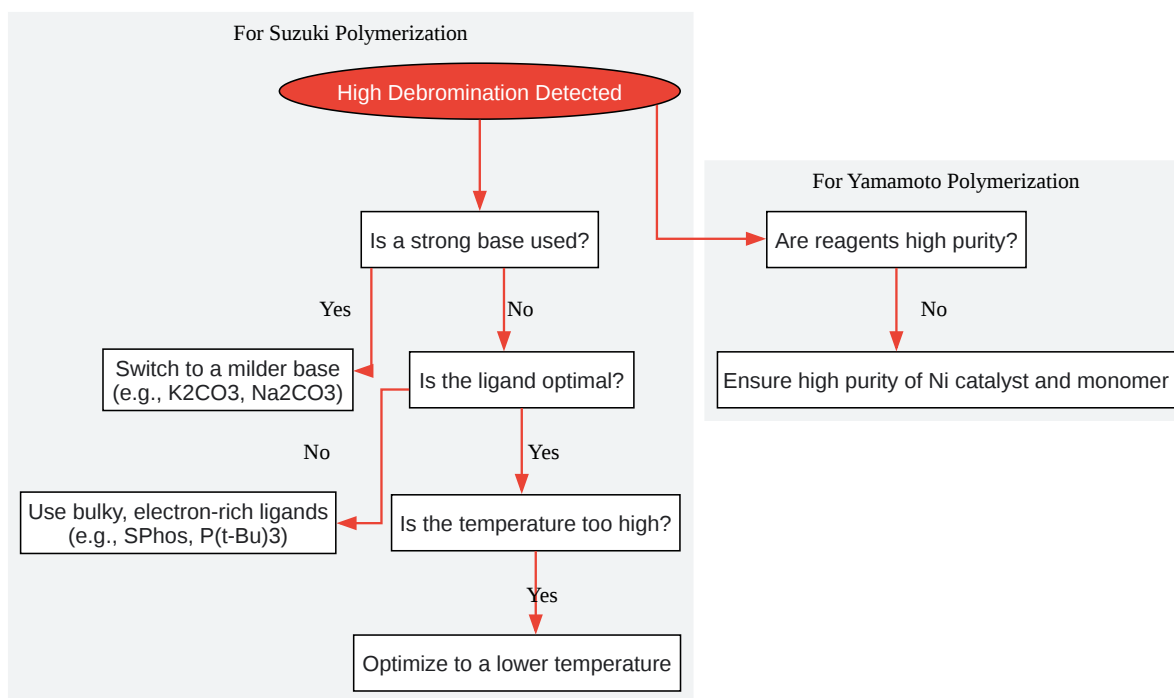 For Suzuki Polymerization
High Debromination Detected
For Yamamoto Polymerization
Is a strong base used?
Are reagents high purity?
Yes
No
No
Switch to a milder base
(e.g., K2CO3, Na2CO3)
Is the ligand optimal?
Ensure high purity of Ni catalyst and monomer
No
Yes
Use bulky, electron-rich ligands
(e.g., SPhos, P(t-Bu)3)
Is the temperature too high?
Yes
Optimize to a lower temperature